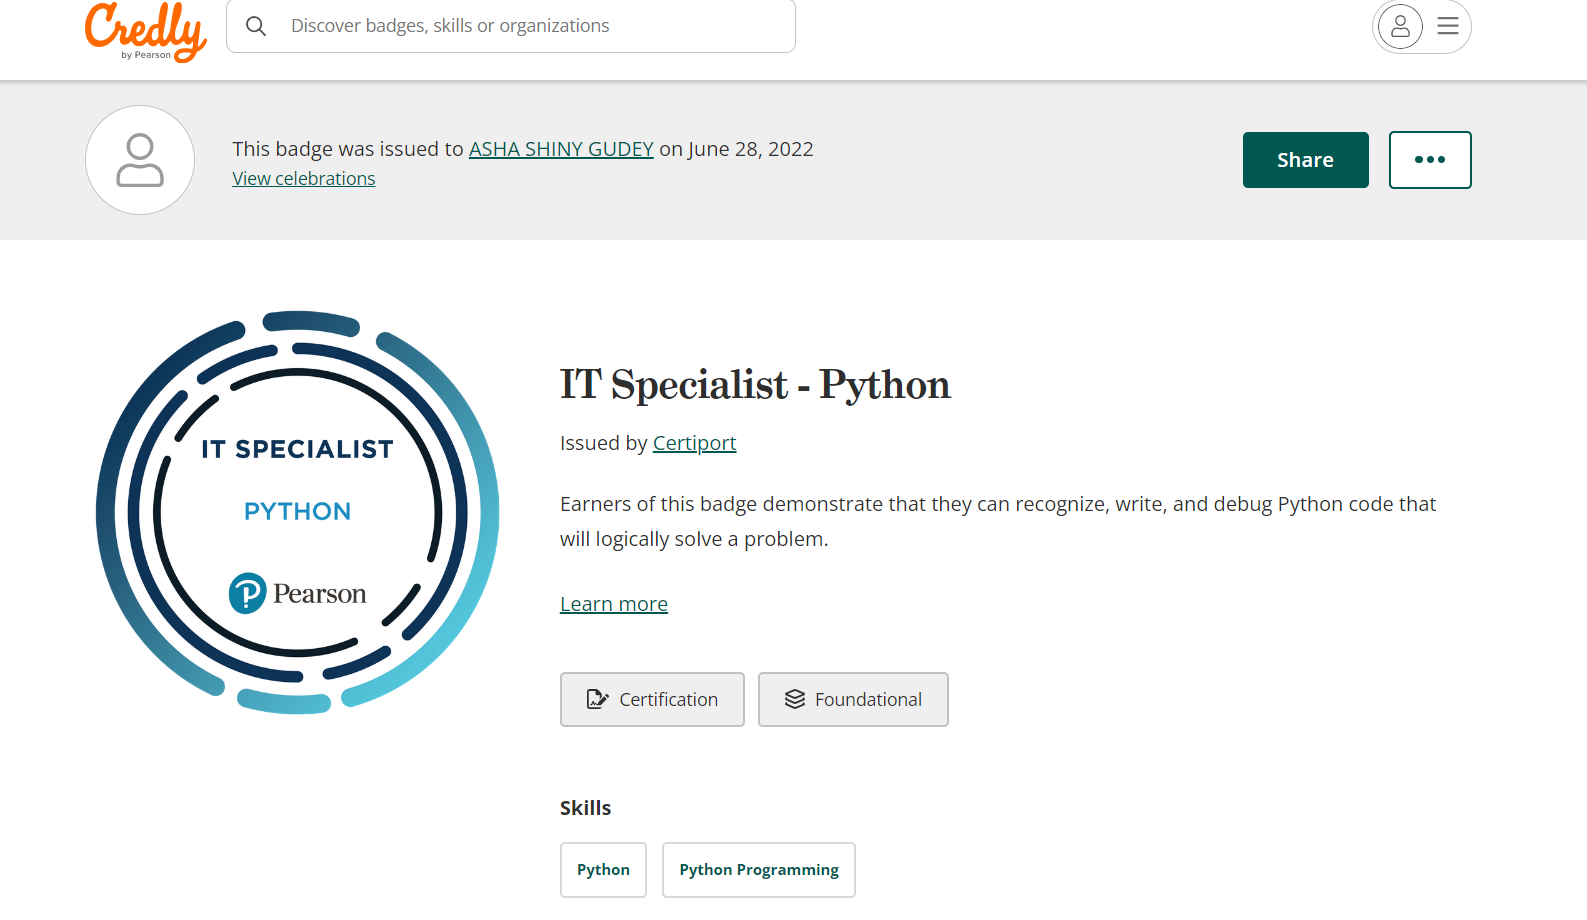 Credly
by Pearson
Discover badges, skills or organizations
This badge was issued to ASHA SHINY GUDEY on June 28, 2022
View celebrations
Share
IT SPECIALIST
PYTHON
Pearson
IT Specialist - Python
Issued by Certiport
Earners of this badge demonstrate that they can recognize, write, and debug Python code that
will logically solve a problem.
Learn more
Certification
Foundational
Skills
Python
Python Programming